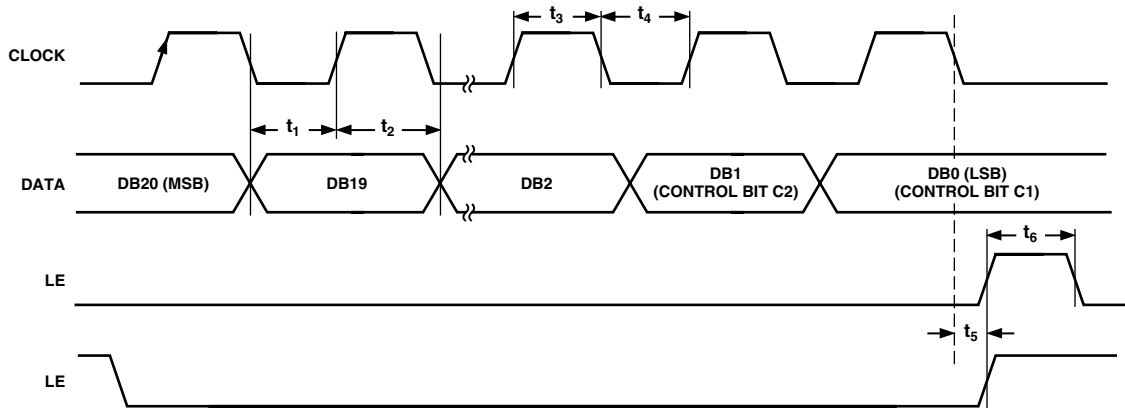 t3 t4
CLOCK
t1 t2
DATA
DB20 (MSB) DB19 DB2 DB1
(CONTROL BIT C2) DB0 (LSB)
(CONTROL BIT C1)
t6
LE
t5
LE